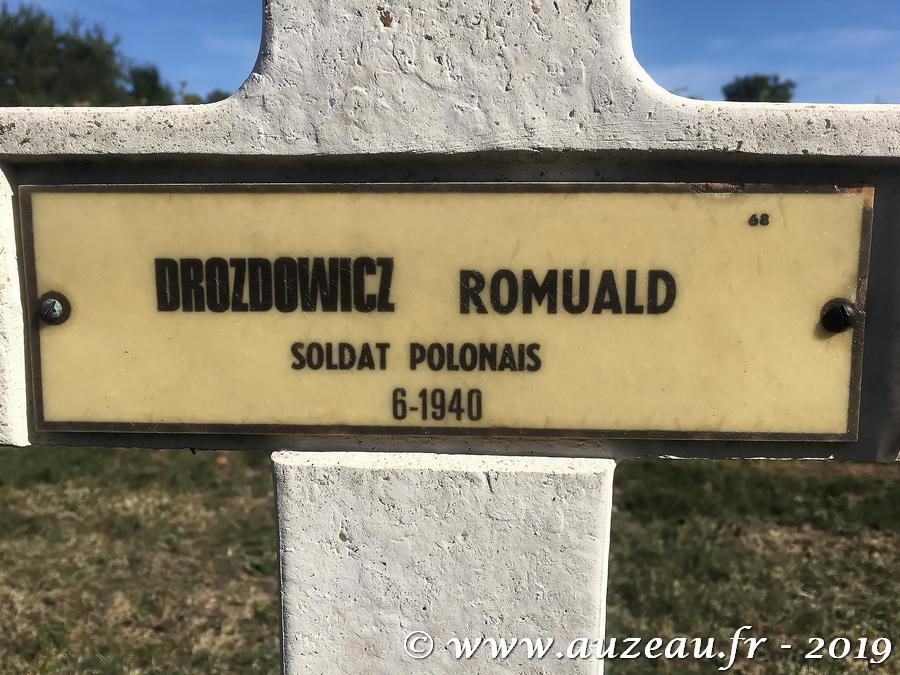 68
DROZDOWICZ ROMUALD
SOLDAT POLONAIS
6-1940
© www.auzeau.fr - 2019